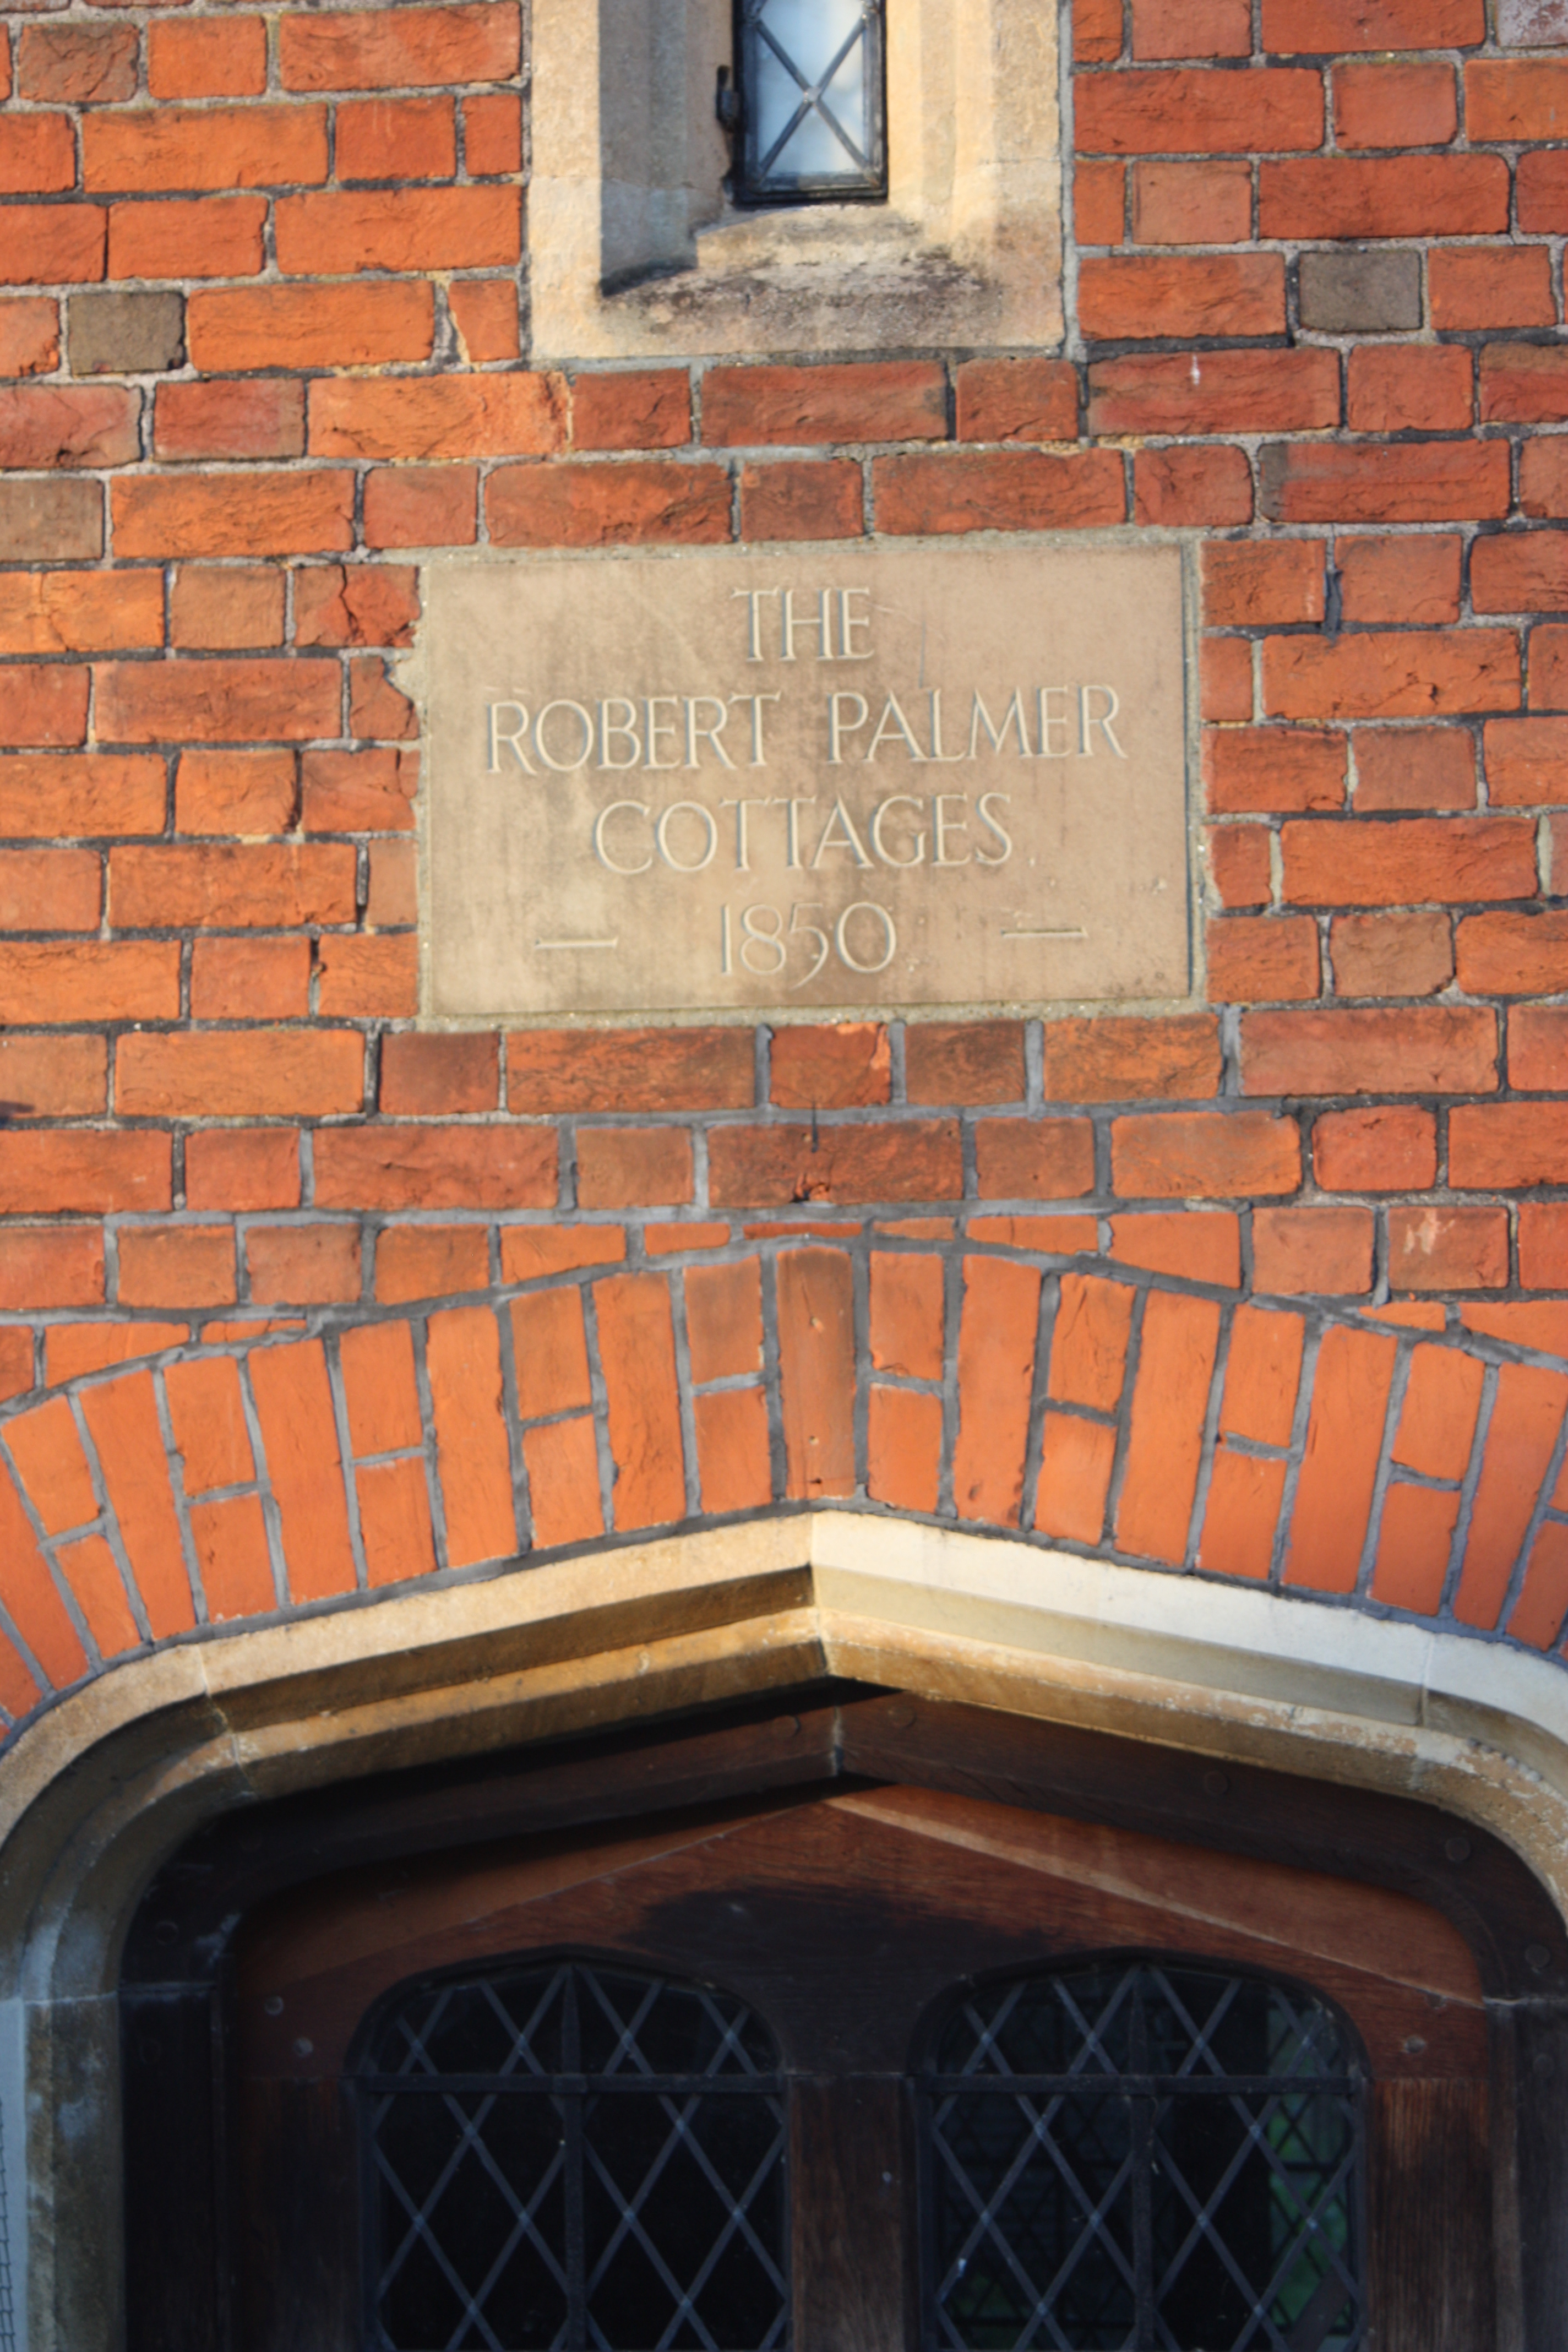 THE
ROBERT PALMER
COTTAGES
— 1850 —